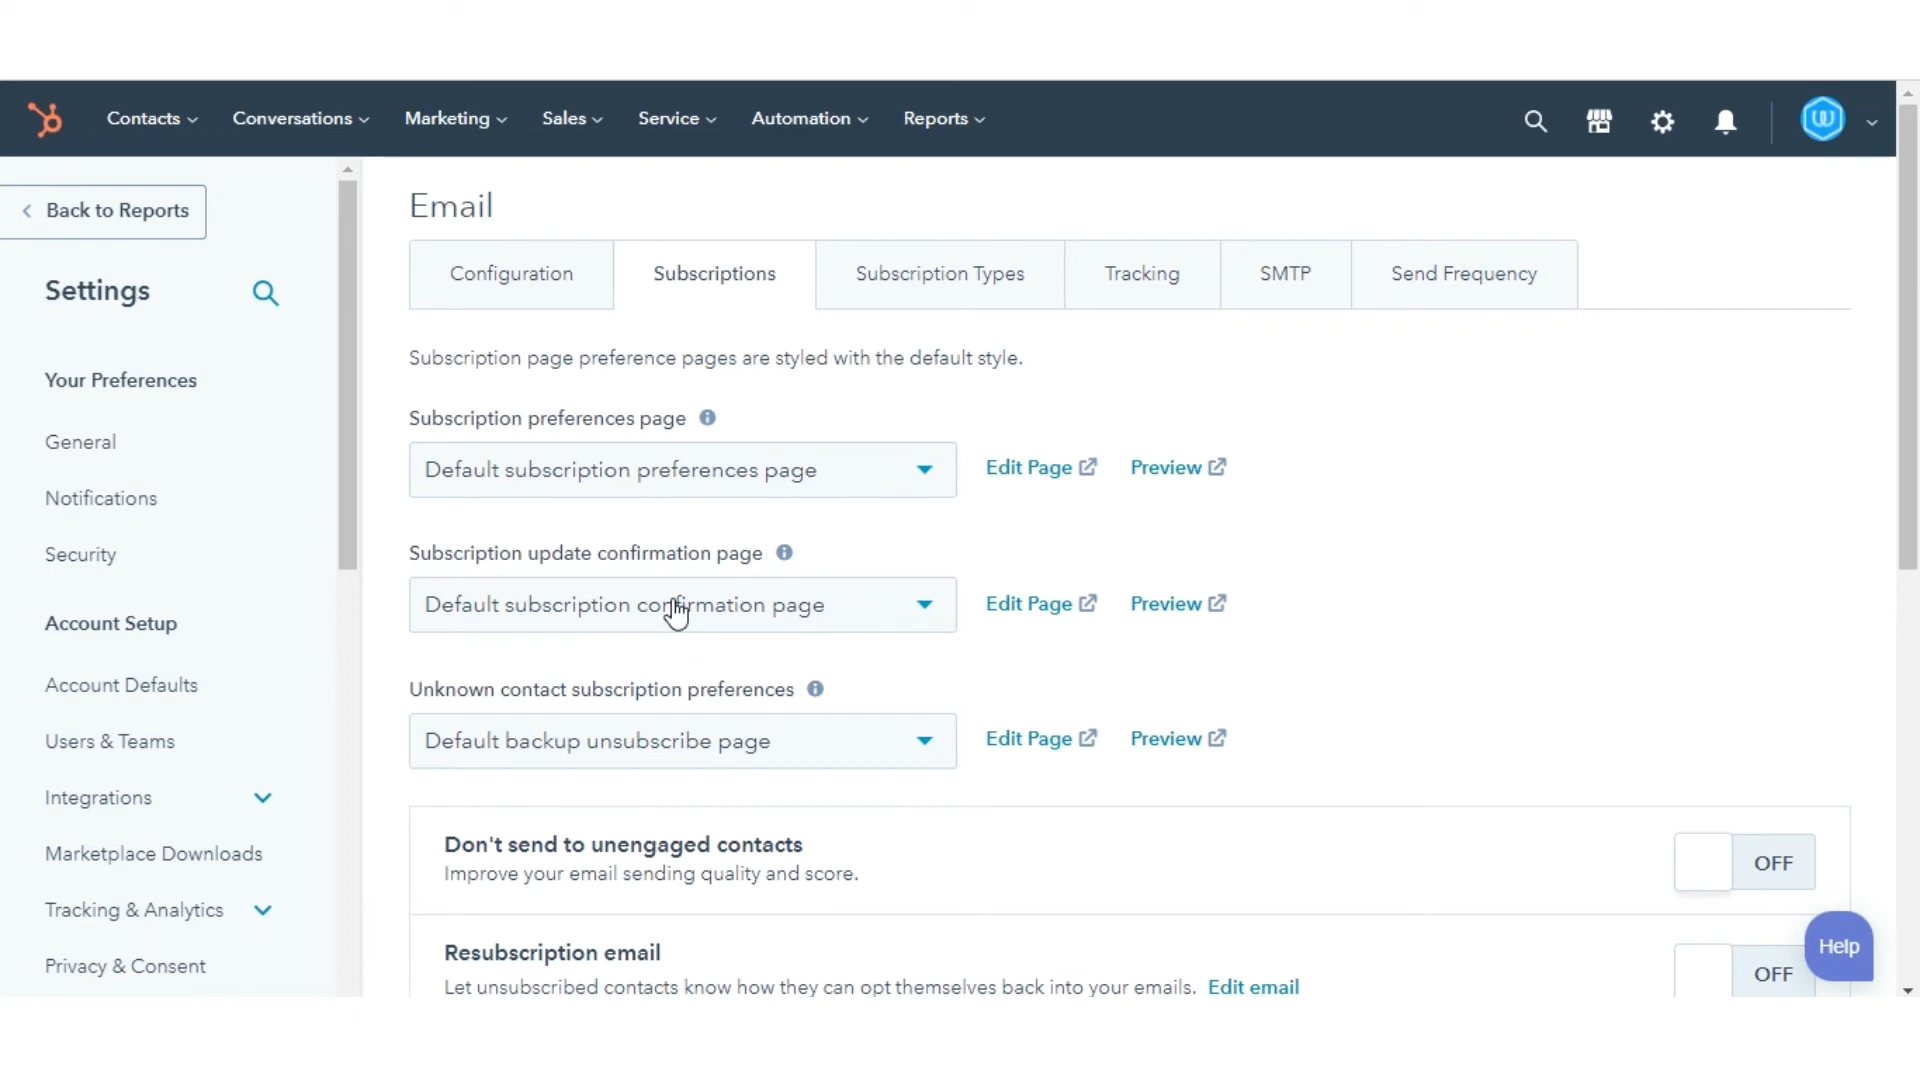 Contacts Conversations Marketing Sales Service Automation Reports
Back to Reports
Settings
Your Preferences
General
Notifications
Security
Account Setup
Account Defaults
Users & Teams
Integrations
Marketplace Downloads
Tracking & Analytics
Privacy & Consent
Email
Configuration Subscriptions Subscription Types Tracking SMTP Send Frequency
Subscription page preference pages are styled with the default style.
Subscription preferences page
Default subscription preferences page Edit Page Preview
Subscription update confirmation page
Default subscription confirmation page Edit Page Preview
Unknown contact subscription preferences
Default backup unsubscribe page Edit Page Preview
Don't send to unengaged contacts
Improve your email sending quality and score.
OFF
Resubscription email
Let unsubscribed contacts know how they can opt themselves back into your emails. Edit email
OFF
Help